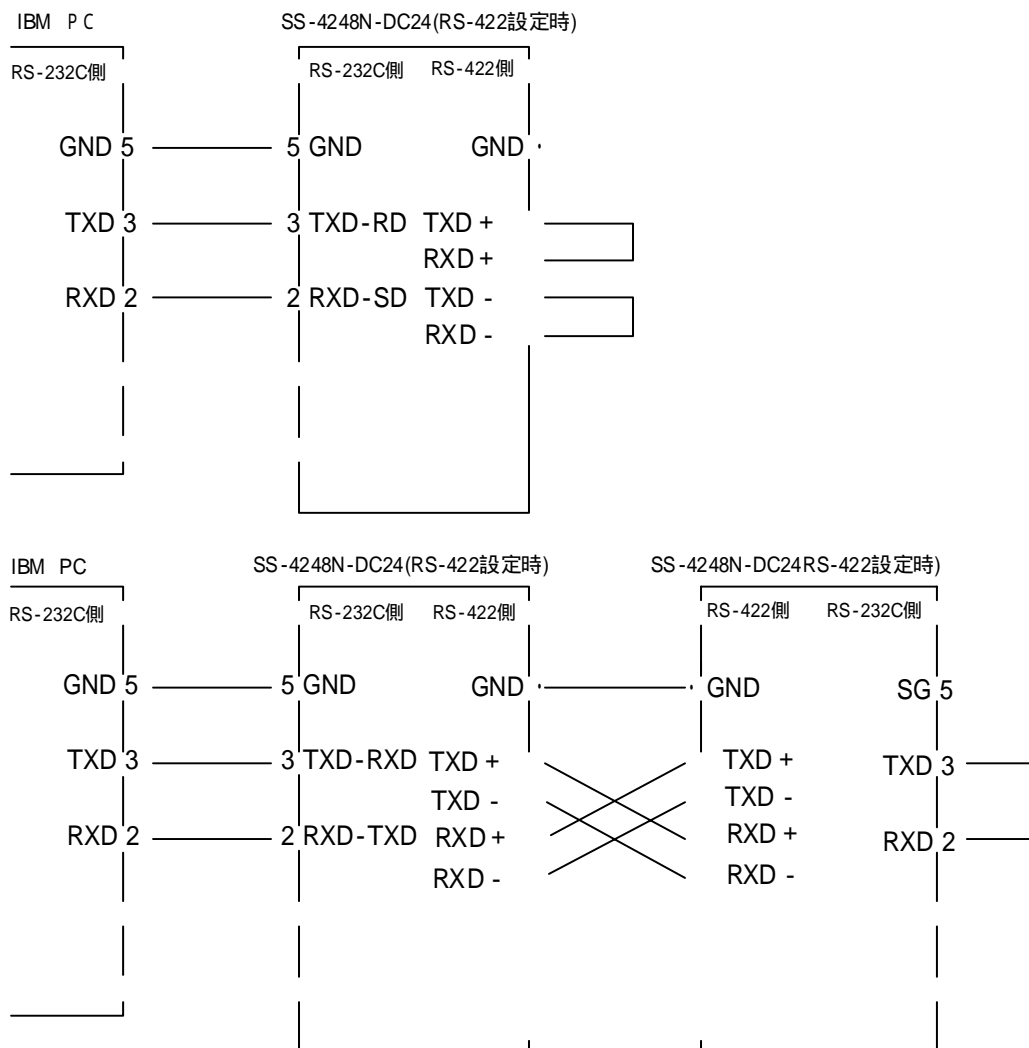 IBM PC SS-4248N-DC24(RS-422設定時)
RS-232C側 RS-232C側 RS-422側
GND 5 5 GND GND
TXD 3 3 TXD-RD TXD +
RXD +
RXD 2 2 RXD-SD TXD -
RXD -
IBM PC SS-4248N-DC24(RS-422設定時) SS-4248N-DC24RS-422設定時)
RS-232C側 RS-232C側 RS-422側 RS-422側 RS-232C側
GND 5 5 GND GND GND SG 5
TXD 3 3 TXD-RXD TXD + TXD + TXD 3
TXD - TXD -
RXD 2 2 RXD-TXD RXD + RXD + RXD 2
RXD - RXD -